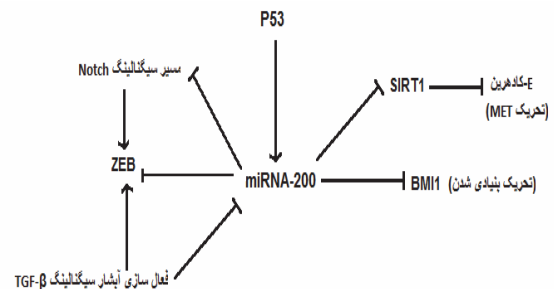 P53
مسیر سیگنالینگ Notch
SIRT1
E-کادهرین
(تحریک MET)
ZEB
miRNA-200
BMI1 (تحریک بنیادی شدن)
فعال سازی آبشار سیگنالینگ TGF-β